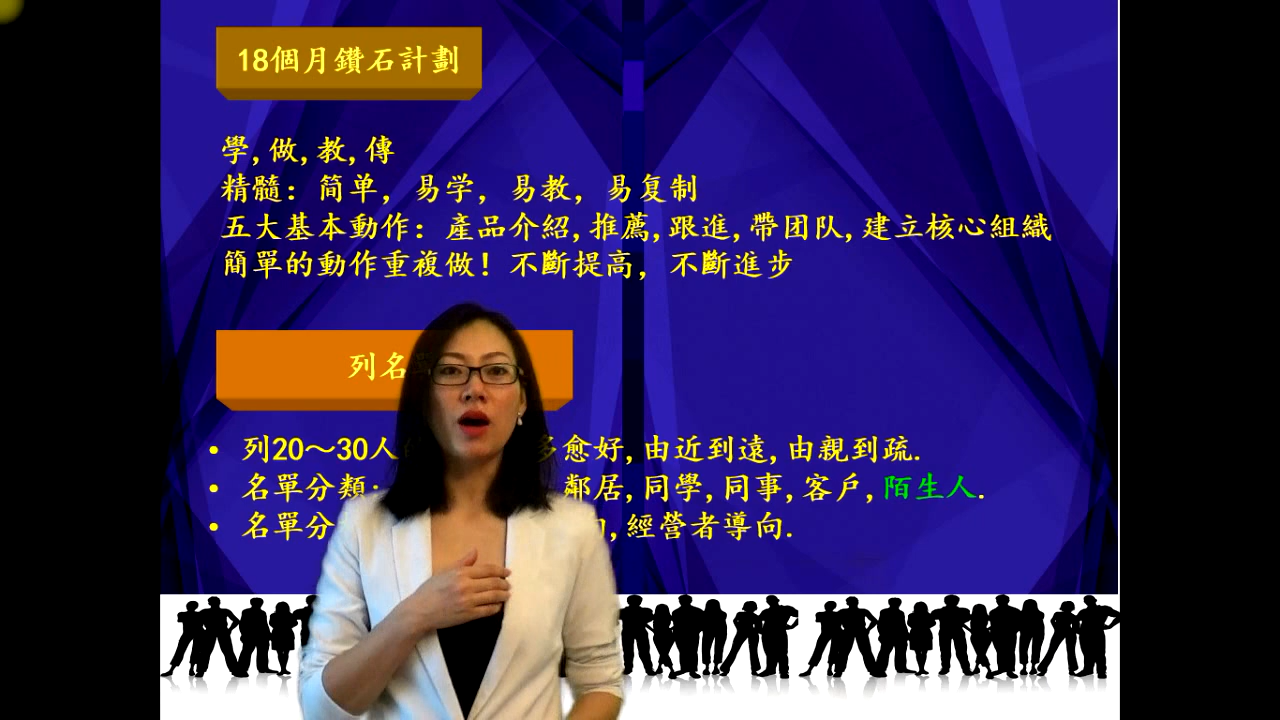 18個月鑽石計劃
學,做,教,傳
精髓：简单，易学，易教，易复制
五大基本動作：產品介紹,推薦,跟進,帶团队,建立核心組織
簡單的動作重複做！不斷提高，不斷進步
列名
• 列20～30人 愈好,由近到遠,由親到疏.
• 名單分類: 鄰居,同學,同事,客戶,陌生人.
• 名單分 ,經營者導向.